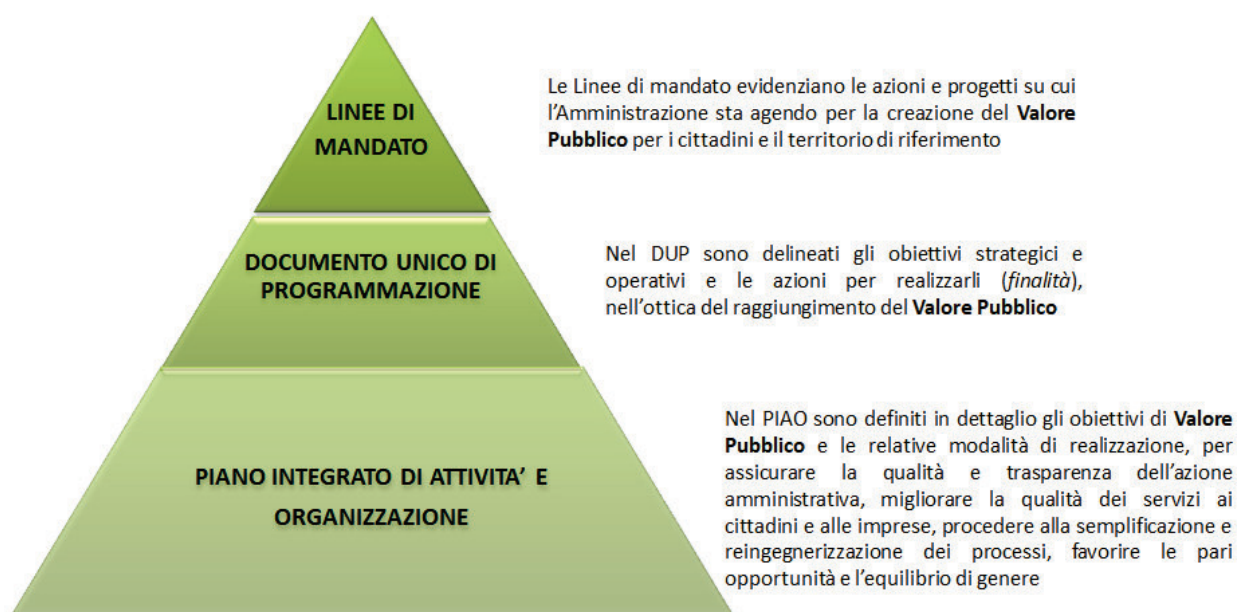 LINEE DI
MANDATO
Le Linee di mandato evidenziano le azioni e progetti su cui
l’Amministrazione sta agendo per la creazione del Valore
Pubblico per i cittadini e il territorio di riferimento
DOCUMENTO UNICO DI
PROGRAMMAZIONE
Nel DUP sono delineati gli obiettivi strategici e
operativi e le azioni per realizzarli (finalità),
nell’ottica del raggiungimento del Valore Pubblico
PIANO INTEGRATO DI ATTIVITA’ E
ORGANIZZAZIONE
Nel PIAO sono definiti in dettaglio gli obiettivi di Valore
Pubblico e le relative modalità di realizzazione, per
assicurare la qualità e trasparenza dell’azione
amministrativa, migliorare la qualità dei servizi ai
cittadini e alle imprese, procedere alla semplificazione e
reingegnerizzazione dei processi, favorire le pari
opportunità e l’equilibrio di genere